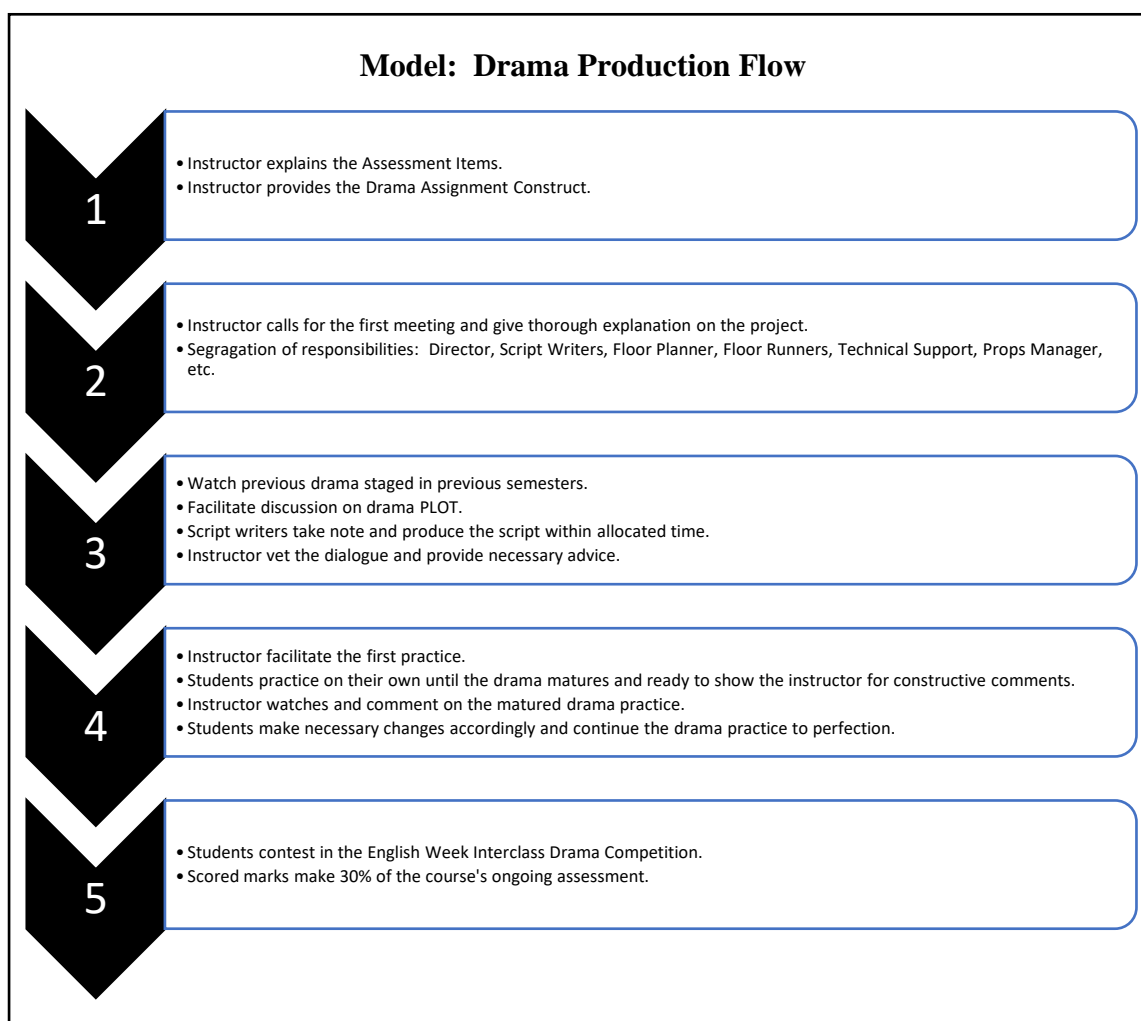 Model:  Drama Production Flow
1
• Instructor explains the Assessment Items.
• Instructor provides the Drama Assignment Construct.
2
• Instructor calls for the first meeting and give thorough explanation on the project.
• Segragation of responsibilities:  Director, Script Writers, Floor Planner, Floor Runners, Technical Support, Props Manager,
etc.
3
• Watch previous drama staged in previous semesters.
• Facilitate discussion on drama PLOT.
• Script writers take note and produce the script within allocated time.
• Instructor vet the dialogue and provide necessary advice.
4
• Instructor facilitate the first practice.
• Students practice on their own until the drama matures and ready to show the instructor for constructive comments.
• Instructor watches and comment on the matured drama practice.
• Students make necessary changes accordingly and continue the drama practice to perfection.
5
• Students contest in the English Week Interclass Drama Competition.
• Scored marks make 30% of the course's ongoing assessment.